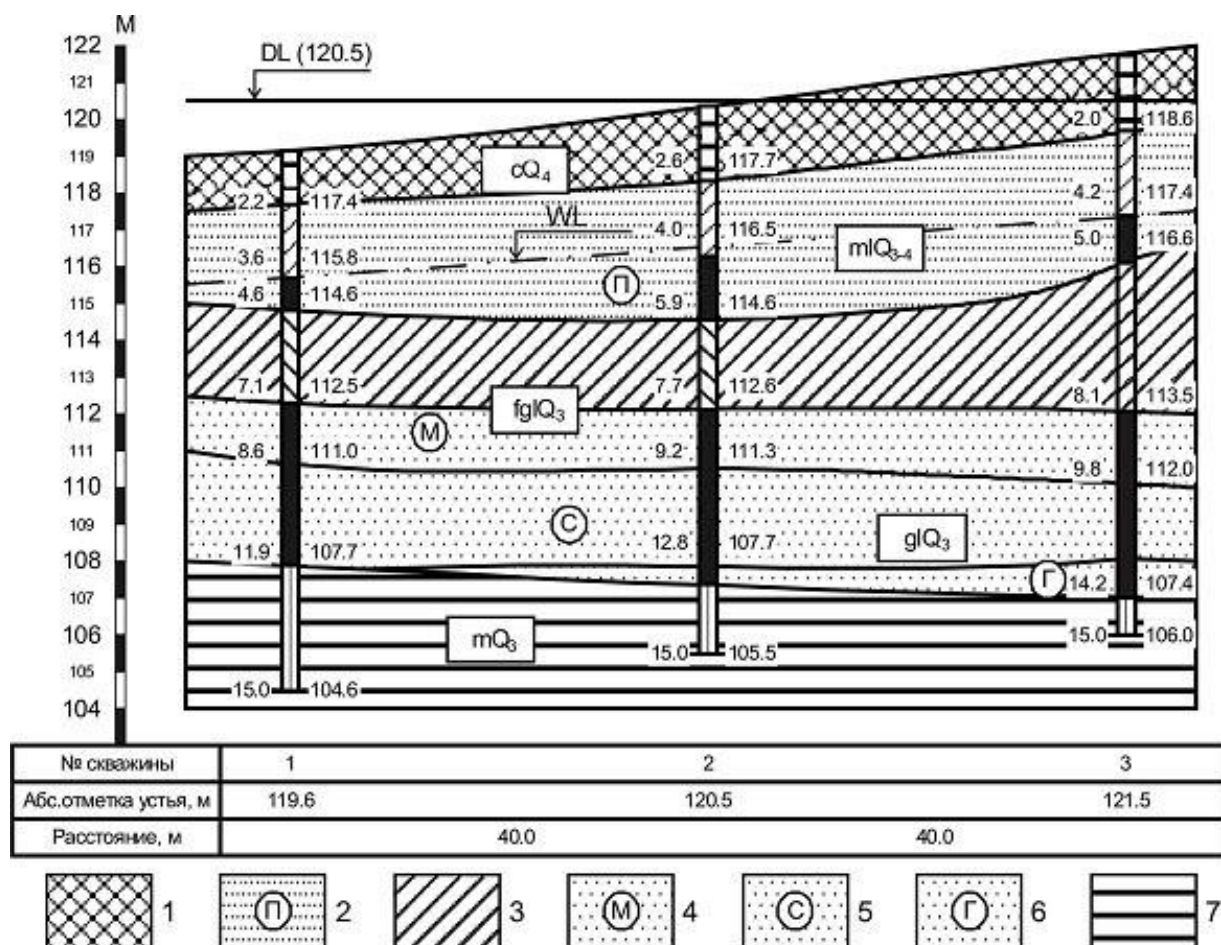 М
122
DL (120.5)
121
120
2.0 118.6
119
2.6 117.7
cQ4
118
4.2 117.4
2.2 117.4
117
WL
4.0 116.5
5.0 116.6
mlQ3-4
3.6 115.8
116
П
115
4.6 114.6
5.9 114.6
114
113
7.1 112.5
7.7 112.6
8.1 113.5
fglQ3
112
М
111
8.6 111.0
9.2 111.3
9.8 112.0
110
109
С
glQ3
12.8 107.7
108
11.9 107.7
Г
14.2 107.4
107
106
mQ3
15.0 106.0
15.0 105.5
105
15.0 104.6
104
№ скважины 1 2 3
Абс.отметка устья, м 119.6 120.5 121.5
Расстояние, м 40.0 40.0
1 П 2 3 М 4 С 5 Г 6 7